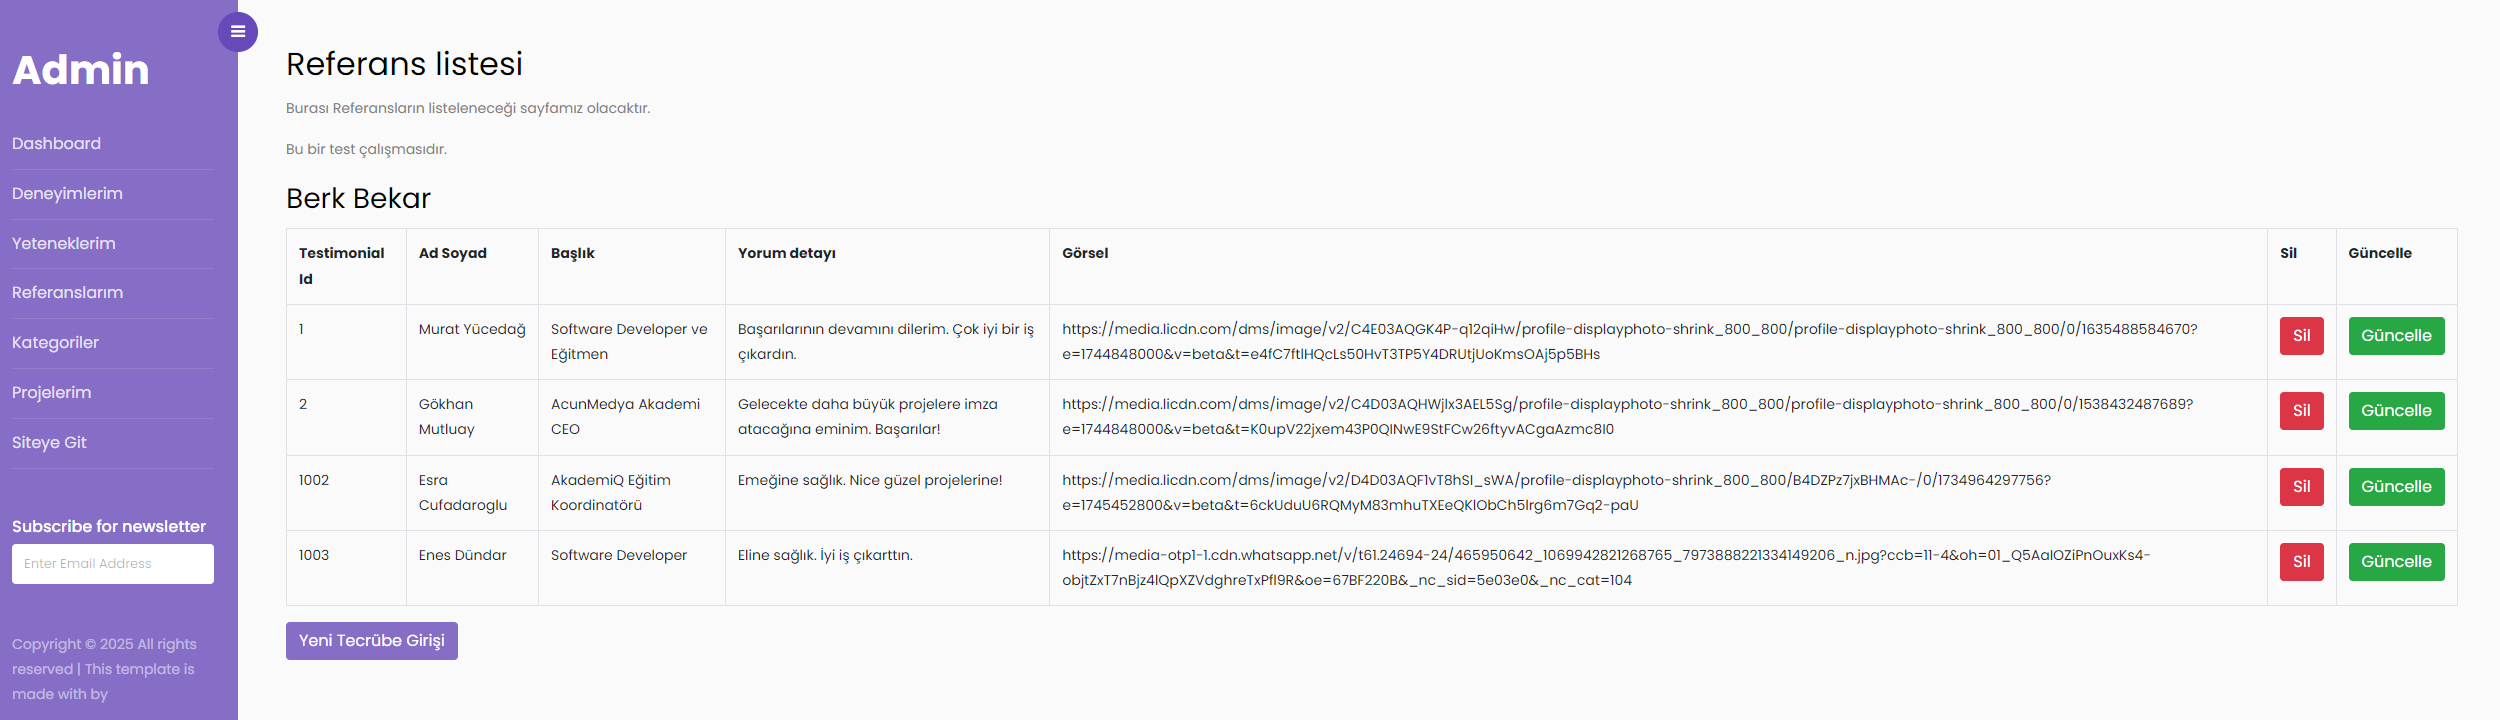 Admin
Dashboard
Deneyimlerim
Yeteneklerim
Referanslarım
Kategoriler
Projelerim
Siteye Git
Subscribe for newsletter
Enter Email Address
Copyright © 2025 All rights
reserved | This template is
made with by
Referans listesi
Burası Referansların listeleneceği sayfamız olacaktır.
Bu bir test çalışmasıdır.
Berk Bekar
Testimonial Id Ad Soyad Başlık Yorum detayı Görsel Sil Güncelle
1 Murat Yücedağ Software Developer ve Başarılarının devamını dilerim. Çok iyi bir iş https://media.licdn.com/dms/image/v2/C4E03AQGK4P-q12qiHw/profile-displayphoto-shrink_800_800/profile-displayphoto-shrink_800_800/0/1635488584670? Sil Güncelle
Eğitmen çıkardın. e=1744848000&v=beta&t=e4fC7ftlHQcLs50HvT3TP5Y4DRUtjUoKmsOAj5p5BHs
2 Gökhan AcunMedya Akademi Gelecekte daha büyük projelere imza https://media.licdn.com/dms/image/v2/C4D03AQHWjlx3AEL5Sg/profile-displayphoto-shrink_800_800/profile-displayphoto-shrink_800_800/0/1538432487689? Sil Güncelle
Mutluay CEO atacağına eminim. Başarılar! e=1744848000&v=beta&t=K0upV22jxem43P0QINwE9StFCw26ftyvACgaAzmc8I0
1002 Esra AkademiQ Eğitim Emeğine sağlık. Nice güzel projelerine! https://media.licdn.com/dms/image/v2/D4D03AQF1vT8hSI_sWA/profile-displayphoto-shrink_800_800/B4DZPz7jxBHMAc-/0/1734964297756? Sil Güncelle
Cufadaroglu Koordinatörü e=1745452800&v=beta&t=6ckUduU6RQMyM83mhuTXEeQKlObCh5lrg6m7Gq2-paU
1003 Enes Dündar Software Developer Eline sağlık. İyi iş çıkarttın. https://media-otp1-1.cdn.whatsapp.net/v/t61.24694-24/465950642_1069942821268765_7973888221334149206_n.jpg?ccb=11-4&oh=01_Q5AaIOZiPnOuxKs4- Sil Güncelle
objtZxT7nBjz4lQpXZVdghreTxPfI9R&oe=67BF220B&_nc_sid=5e03e0&_nc_cat=104
Yeni Tecrübe Girişi